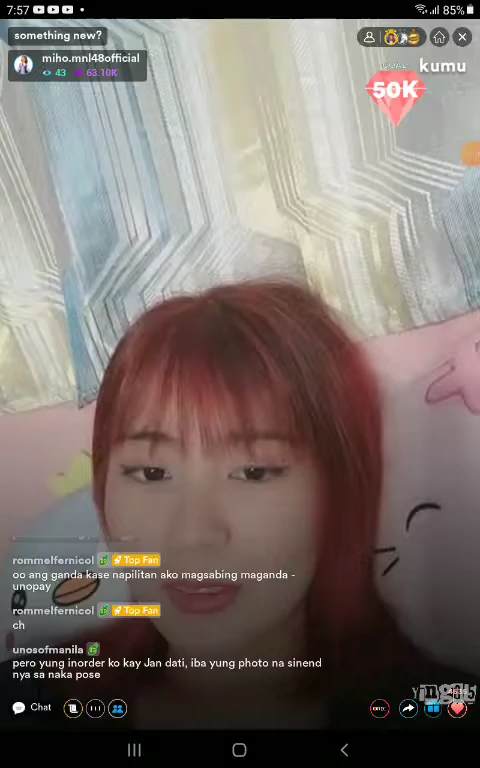 7:57
85%
something new?
miho.mnl48official
43
63.10K
kumu
50K
rommelfernicol Top Fan
oo ang ganda kase napilitan ako magsabing maganda -
unopay
rommelfernicol Top Fan
ch
unosofmanila
pero yung inorder ko kay Jan dati, iba yung photo na sinend
nya sa naka pose
Chat